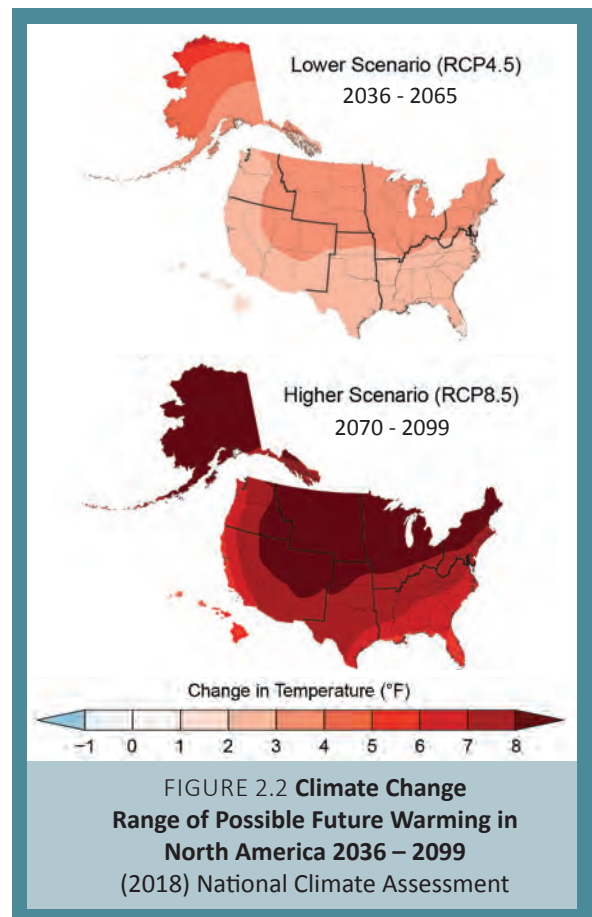 Lower Scenario (RCP4.5)
2036 - 2065
Higher Scenario (RCP8.5)
2070 - 2099
Change in Temperature (°F)
−1 0 1 2 3 4 5 6 7 8
FIGURE 2.2 Climate Change
Range of Possible Future Warming in
North America 2036 – 2099
(2018) National Climate Assessment